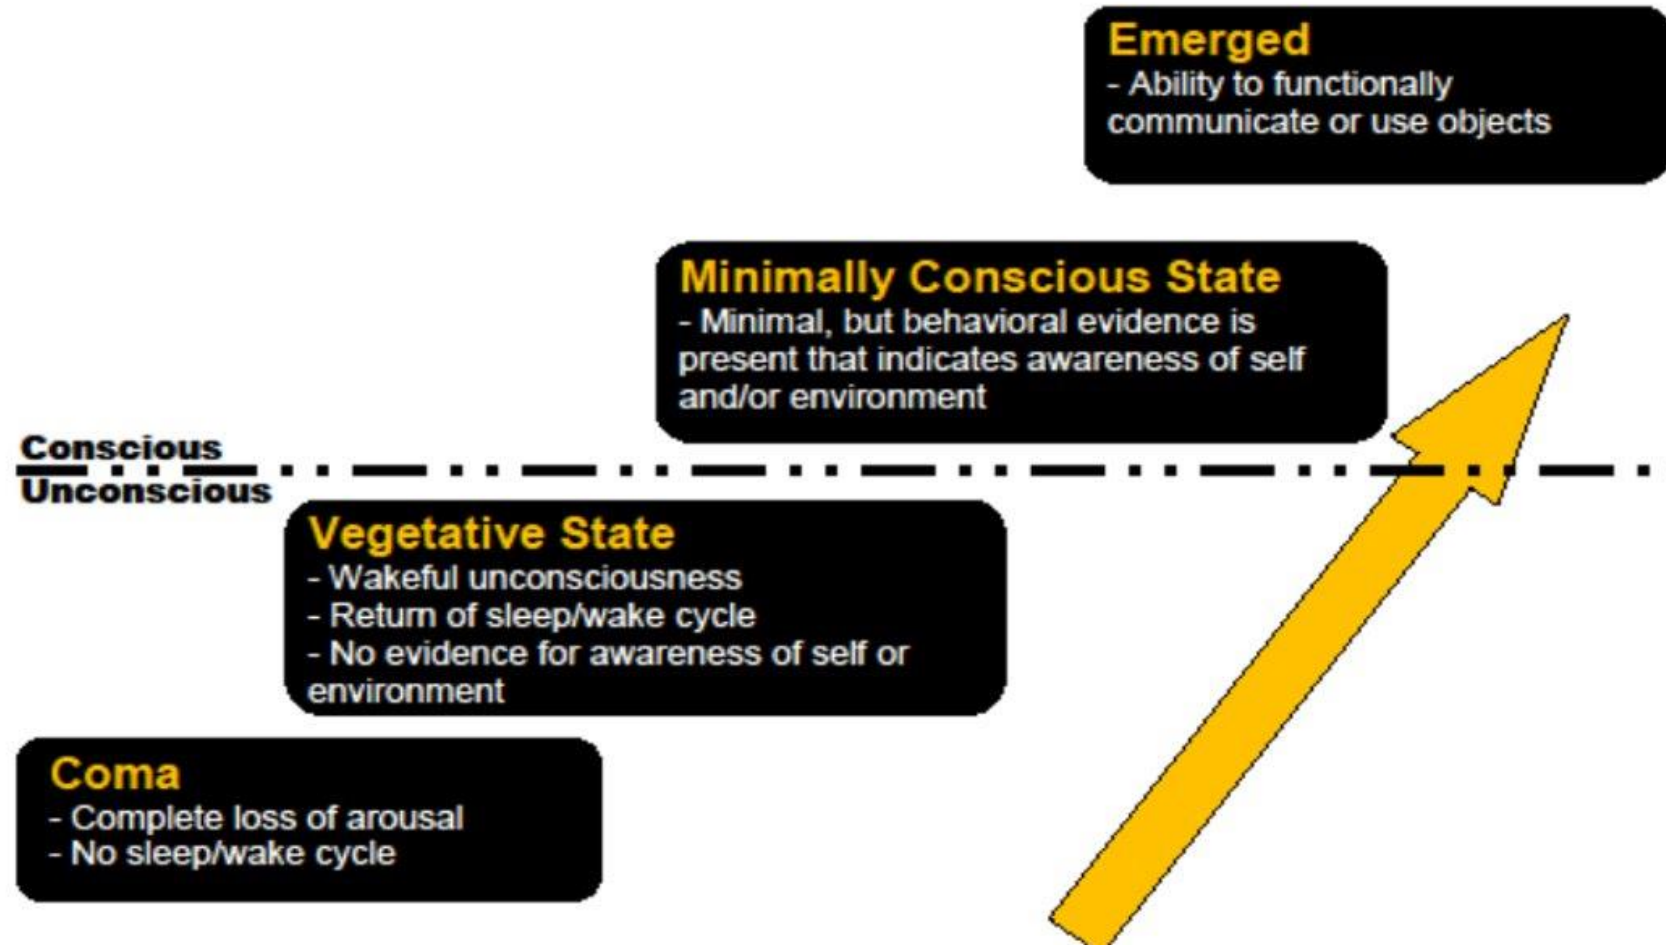 Emerged
- Ability to functionally
communicate or use objects
Minimally Conscious State
- Minimal, but behavioral evidence is
present that indicates awareness of self
and/or environment
Conscious
Unconscious
Vegetative State
- Wakeful unconsciousness
- Return of sleep/wake cycle
- No evidence for awareness of self or
environment
Coma
- Complete loss of arousal
- No sleep/wake cycle